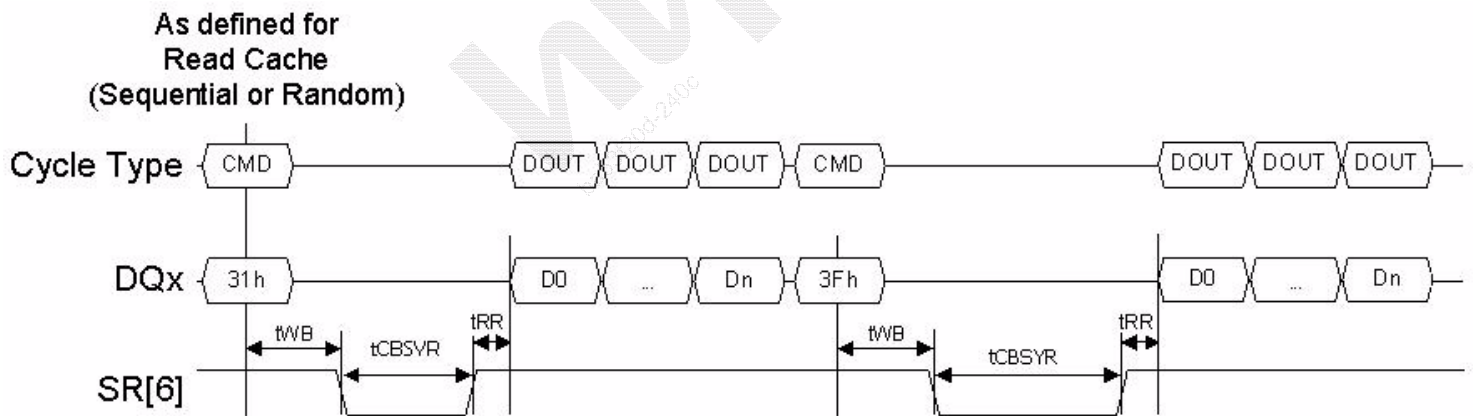 As defined for
Read Cache
(Sequential or Random)
Cycle Type CMD DOUT DOUT DOUT CMD DOUT DOUT DOUT
DQx 31h D0 ... Dn 3Fh D0 ... Dn
tWB tCBSYR tRR tWB tCBSYR tRR
SR[6]